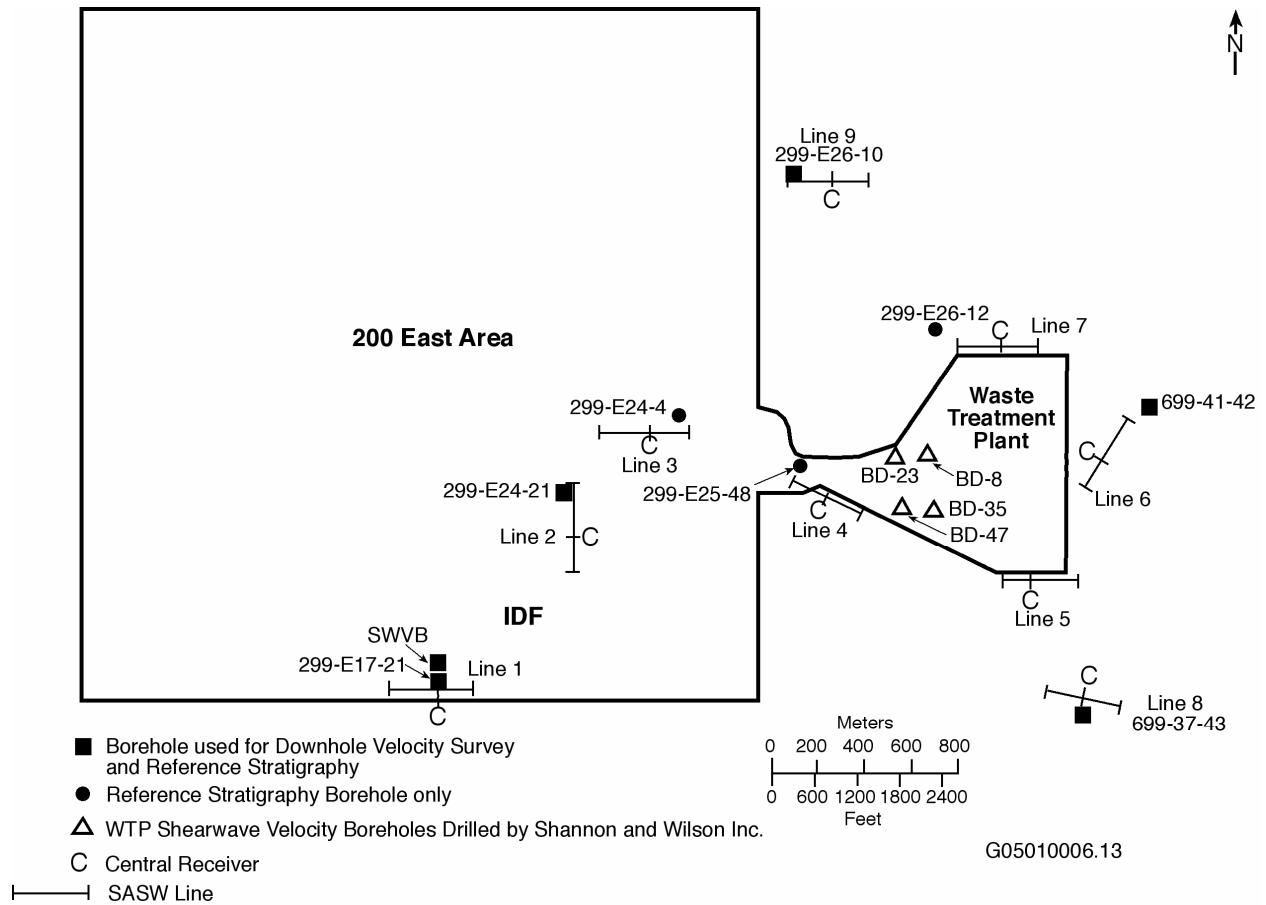 N
Line 9
299-E26-10
C
299-E26-12
C
Line 7
200 East Area
Waste
Treatment
Plant
699-41-42
299-E24-4
C
Line 3
C
Line 6
BD-23
BD-8
299-E25-48
299-E24-21
C
Line 4
BD-35
BD-47
Line 2
C
C
Line 5
IDF
SWVB
299-E17-21
Line 1
C
C
Line 8
699-37-43
Meters
0 200 400 600 800
0 600 1200 1800 2400
Feet
Borehole used for Downhole Velocity Survey
and Reference Stratigraphy
Reference Stratigraphy Borehole only
WTP Shearwave Velocity Boreholes Drilled by Shannon and Wilson Inc.
C Central Receiver
SASW Line
G05010006.13